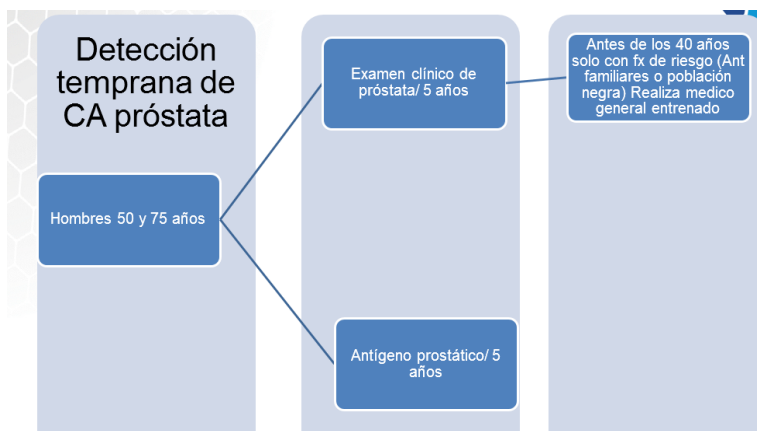 Detección
temprana de
CA próstata
Hombres 50 y 75 años
Examen clínico de
próstata/ 5 años
Antígeno prostático/ 5
años
Antes de los 40 años
solo con fx de riesgo (Ant
familiares o población
negra) Realiza medico
general entrenado